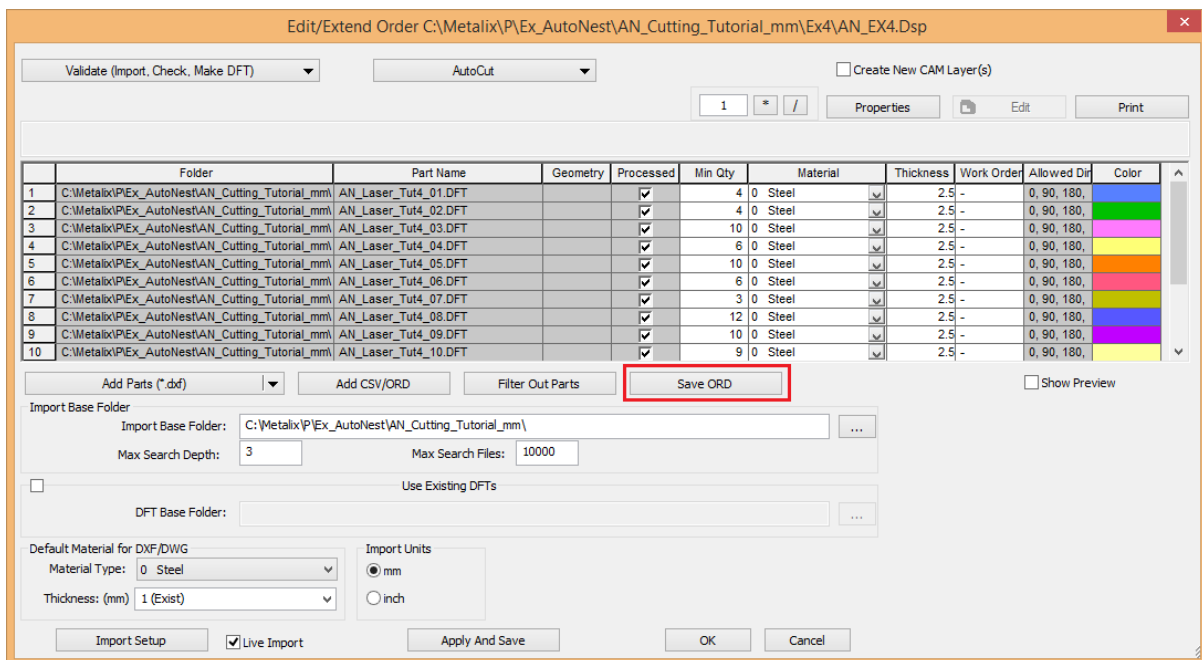 Edit/Extend Order C:\Metalix\P\Ex_AutoNest\AN_Cutting_Tutorial_mm\Ex4\AN_EX4.Dsp
Validate (Import, Check, Make DFT) AutoCut Create New CAM Layer(s)
1 * / Properties Edit Print
Folder Part Name Geometry Processed Min Qty Material Thickness Work Order Allowed Dir Color
1 C:\Metalix\P\Ex_AutoNest\AN_Cutting_Tutorial_mm\ AN_Laser_Tut4_01.DFT 4 0 Steel 2.5 - 0, 90, 180,
2 C:\Metalix\P\Ex_AutoNest\AN_Cutting_Tutorial_mm\ AN_Laser_Tut4_02.DFT 4 0 Steel 2.5 - 0, 90, 180,
3 C:\Metalix\P\Ex_AutoNest\AN_Cutting_Tutorial_mm\ AN_Laser_Tut4_03.DFT 10 0 Steel 2.5 - 0, 90, 180,
4 C:\Metalix\P\Ex_AutoNest\AN_Cutting_Tutorial_mm\ AN_Laser_Tut4_04.DFT 6 0 Steel 2.5 - 0, 90, 180,
5 C:\Metalix\P\Ex_AutoNest\AN_Cutting_Tutorial_mm\ AN_Laser_Tut4_05.DFT 10 0 Steel 2.5 - 0, 90, 180,
6 C:\Metalix\P\Ex_AutoNest\AN_Cutting_Tutorial_mm\ AN_Laser_Tut4_06.DFT 6 0 Steel 2.5 - 0, 90, 180,
7 C:\Metalix\P\Ex_AutoNest\AN_Cutting_Tutorial_mm\ AN_Laser_Tut4_07.DFT 3 0 Steel 2.5 - 0, 90, 180,
8 C:\Metalix\P\Ex_AutoNest\AN_Cutting_Tutorial_mm\ AN_Laser_Tut4_08.DFT 12 0 Steel 2.5 - 0, 90, 180,
9 C:\Metalix\P\Ex_AutoNest\AN_Cutting_Tutorial_mm\ AN_Laser_Tut4_09.DFT 10 0 Steel 2.5 - 0, 90, 180,
10 C:\Metalix\P\Ex_AutoNest\AN_Cutting_Tutorial_mm\ AN_Laser_Tut4_10.DFT 9 0 Steel 2.5 - 0, 90, 180,
Add Parts (*.dxf) Add CSV/ORD Filter Out Parts Save ORD Show Preview
Import Base Folder
Import Base Folder: C:\Metalix\P\Ex_AutoNest\AN_Cutting_Tutorial_mm\ ...
Max Search Depth: 3 Max Search Files: 10000
Use Existing DFTs
DFT Base Folder: ...
Default Material for DXF/DWG Import Units
Material Type: 0 Steel mm
Thickness: (mm) 1 (Exist) inch
Import Setup Live Import Apply And Save OK Cancel